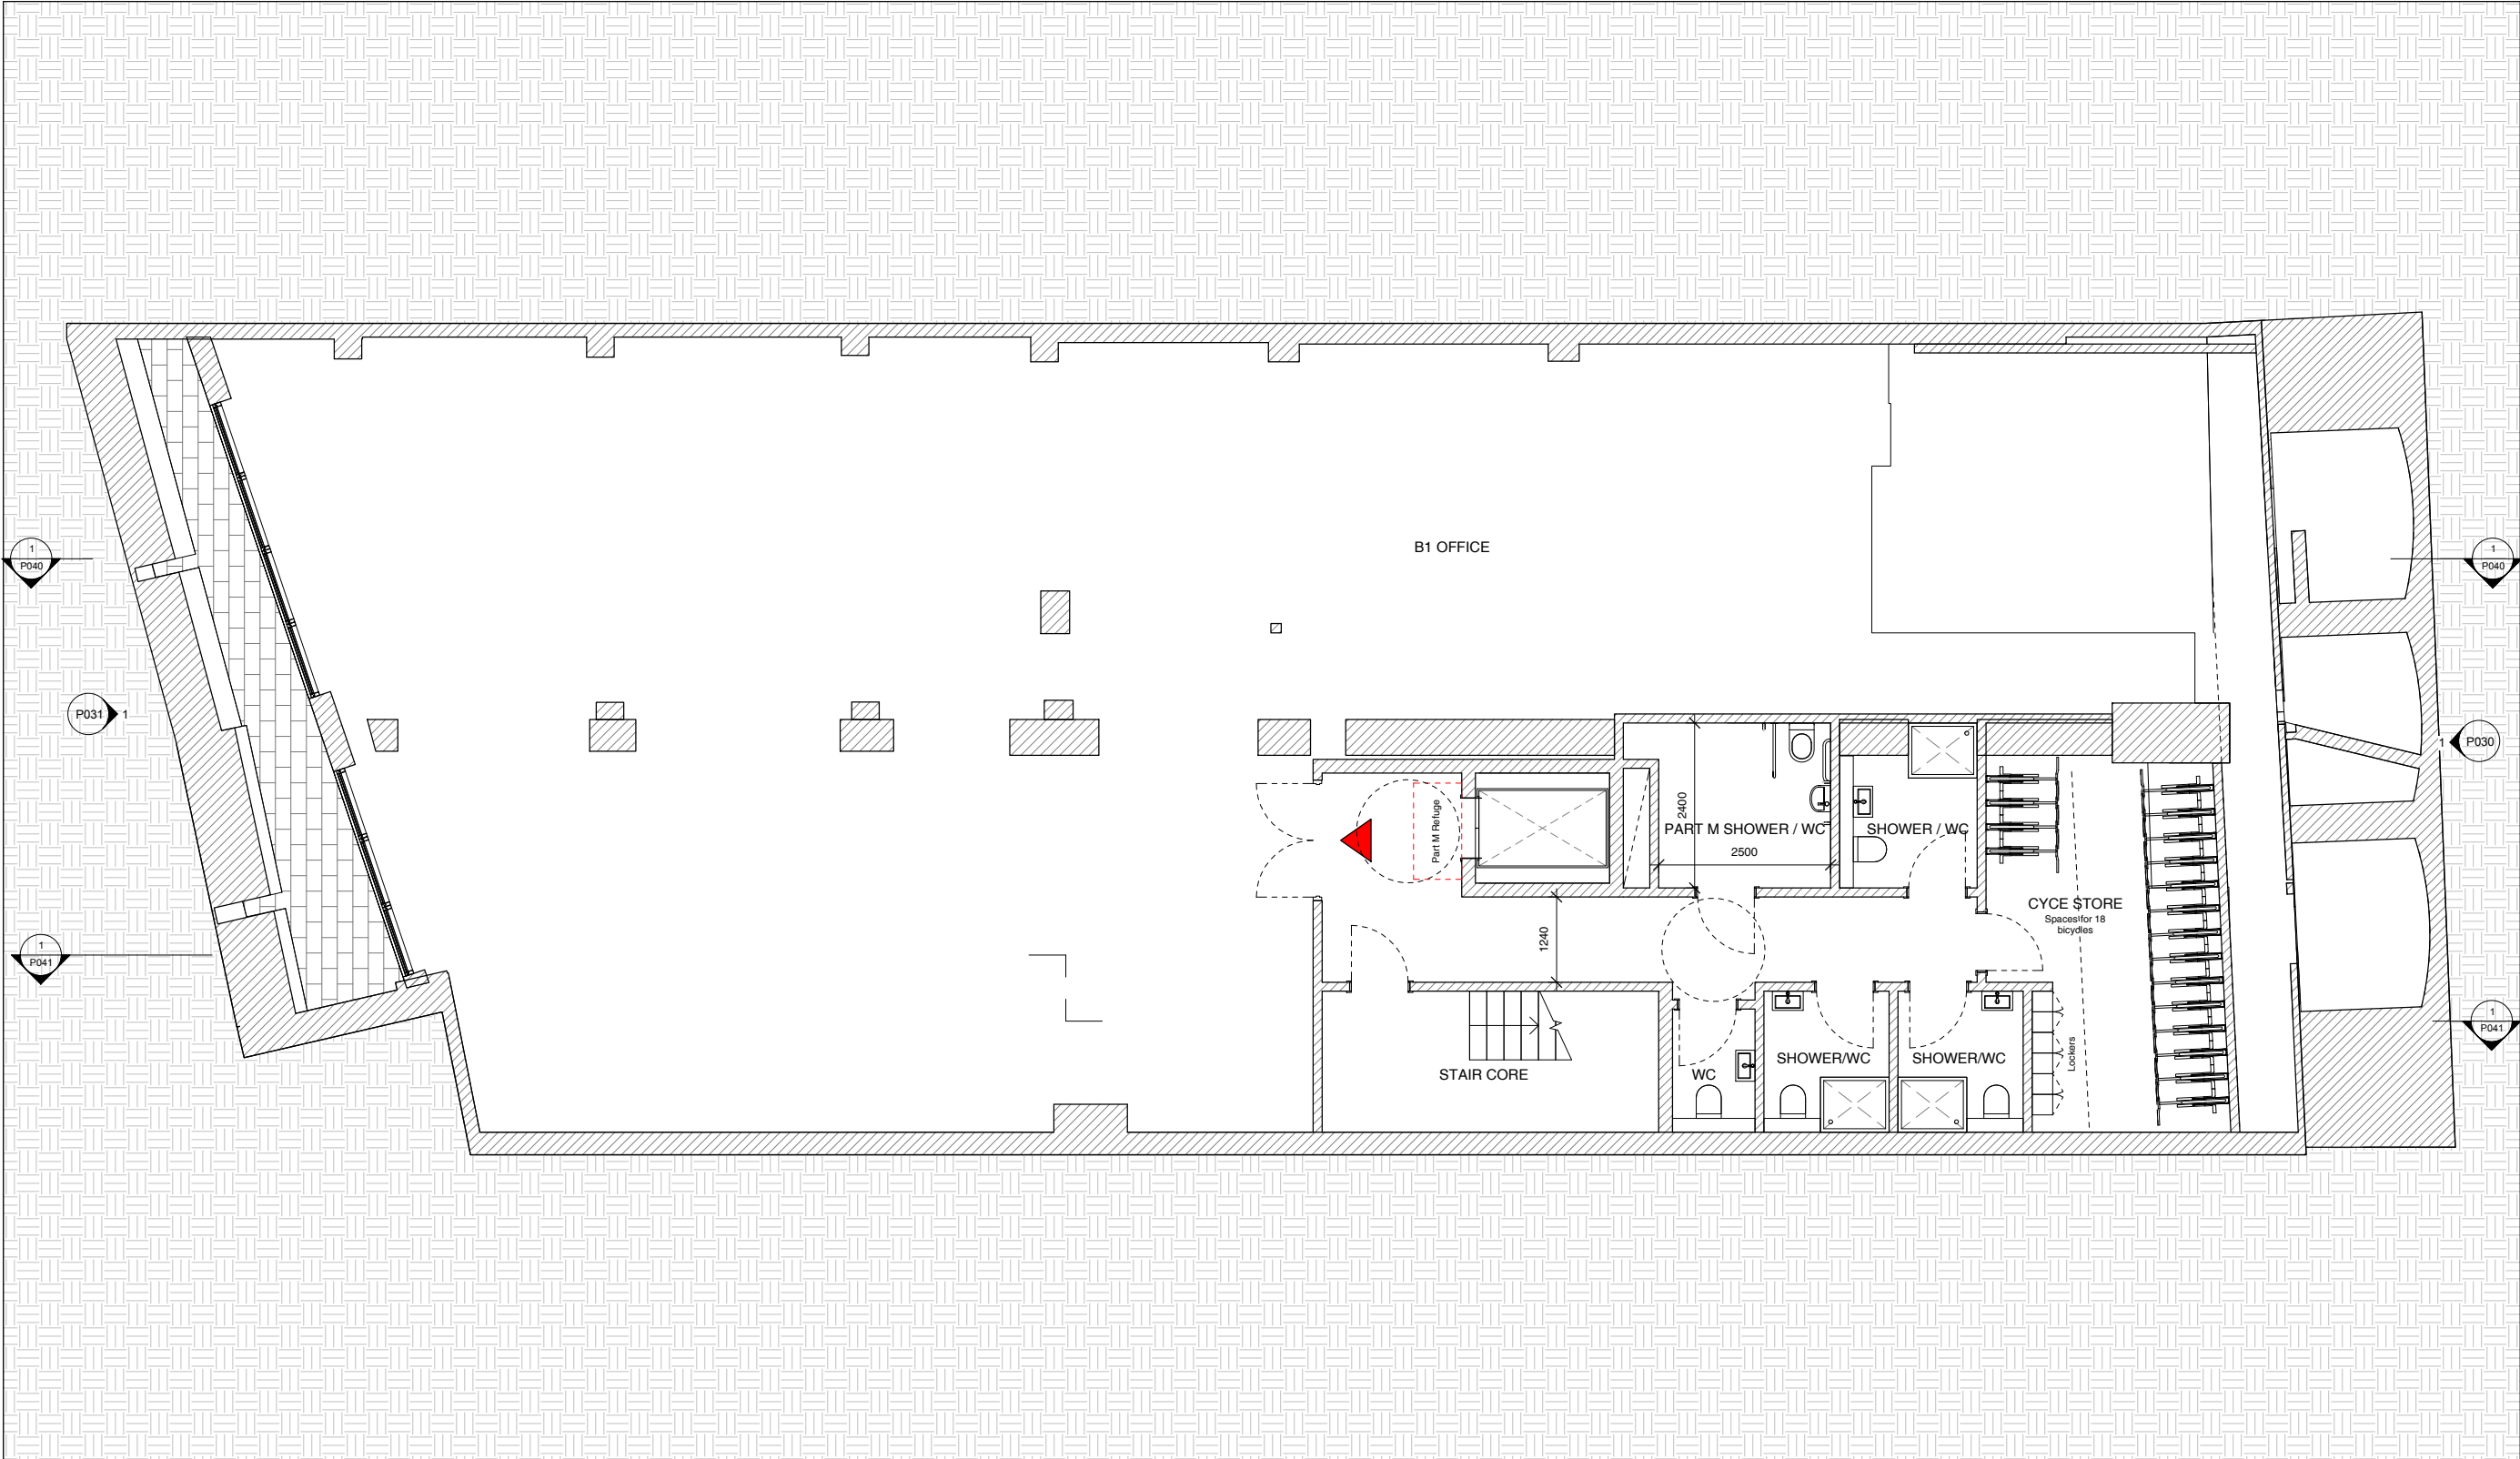 B1 OFFICE
1
P040
1
P040
P031 1
1 P030
Part M Refuge
2400
PART M SHOWER / WC
2500
SHOWER / WC
CYCE STORE
Spaces for 18
bicycles
1240
1
P041
1
P041
STAIR CORE
WC
SHOWER/WC
SHOWER/WC
Lockers